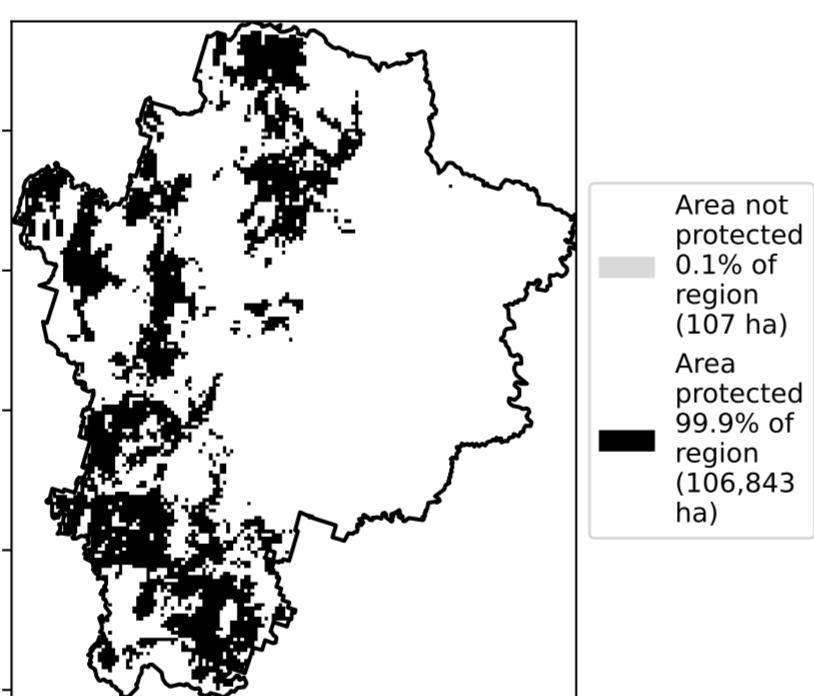 Area not
protected
0.1% of
region
(107 ha)
Area
protected
99.9% of
region
(106,843
ha)